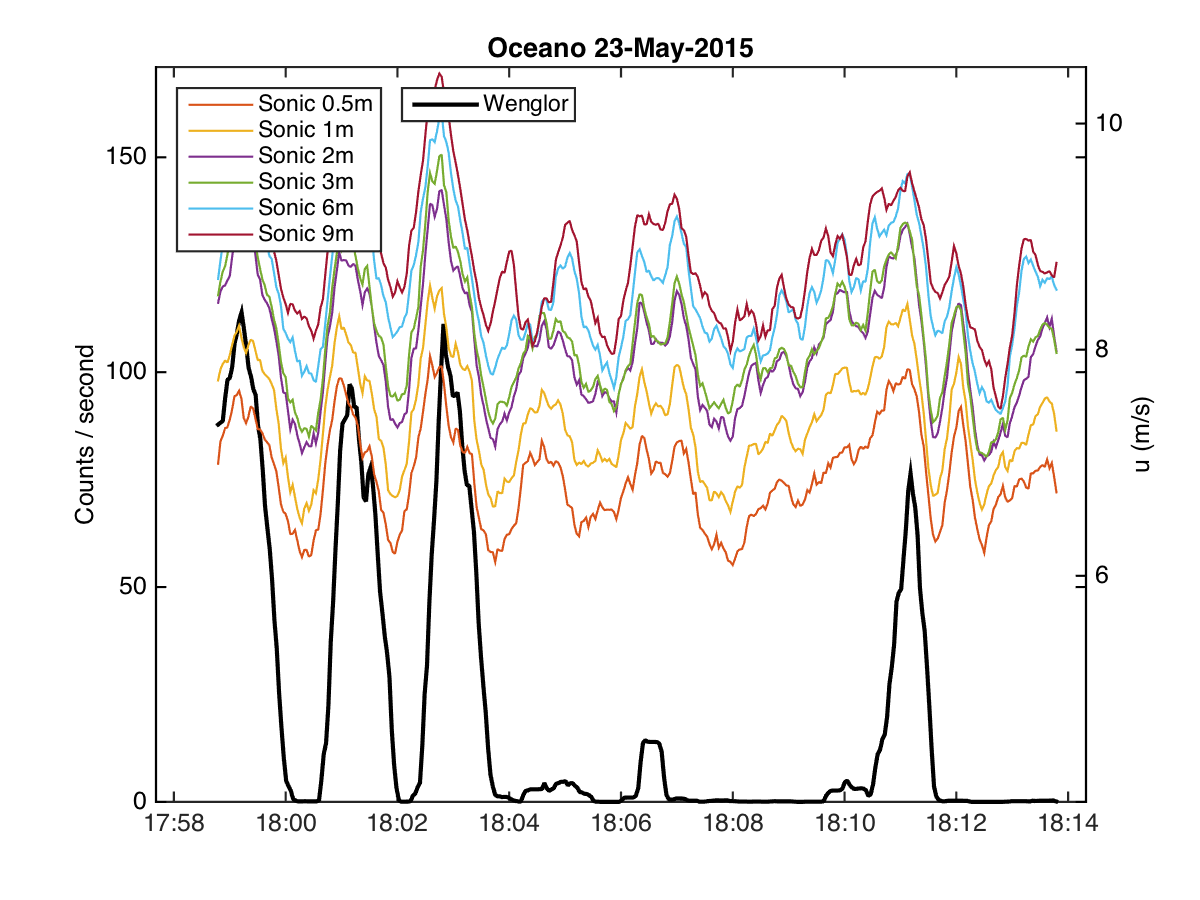 Oceano 23-May-2015
Sonic 0.5m
Sonic 1m
Sonic 2m
Sonic 3m
Sonic 6m
Sonic 9m
Wenglor
150
100
50
0
Counts / second
10
8
6
u (m/s)
17:58 18:00 18:02 18:04 18:06 18:08 18:10 18:12 18:14